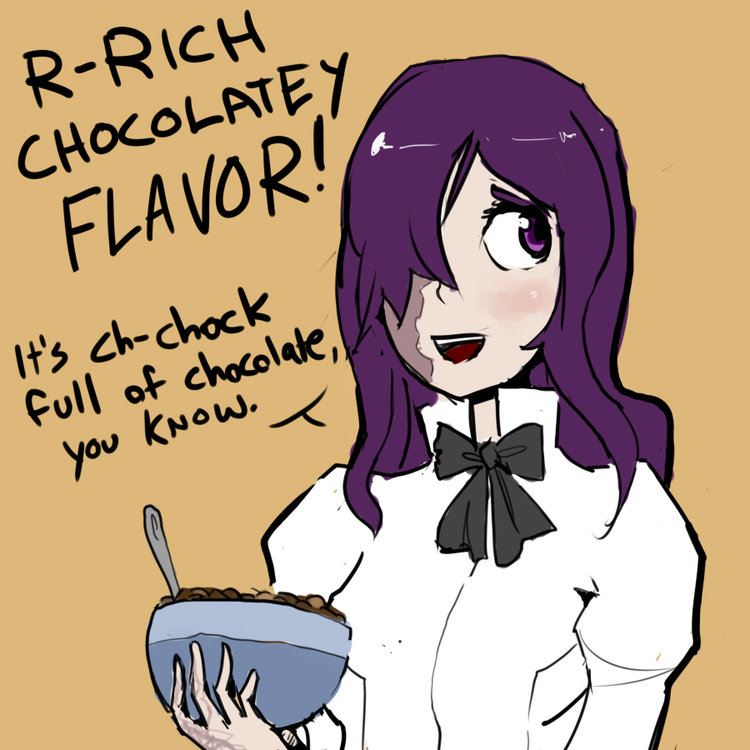 R-RICH
CHOCOLATEY
FLAVOR!
It's ch-chock
full of chocolate,
you know.